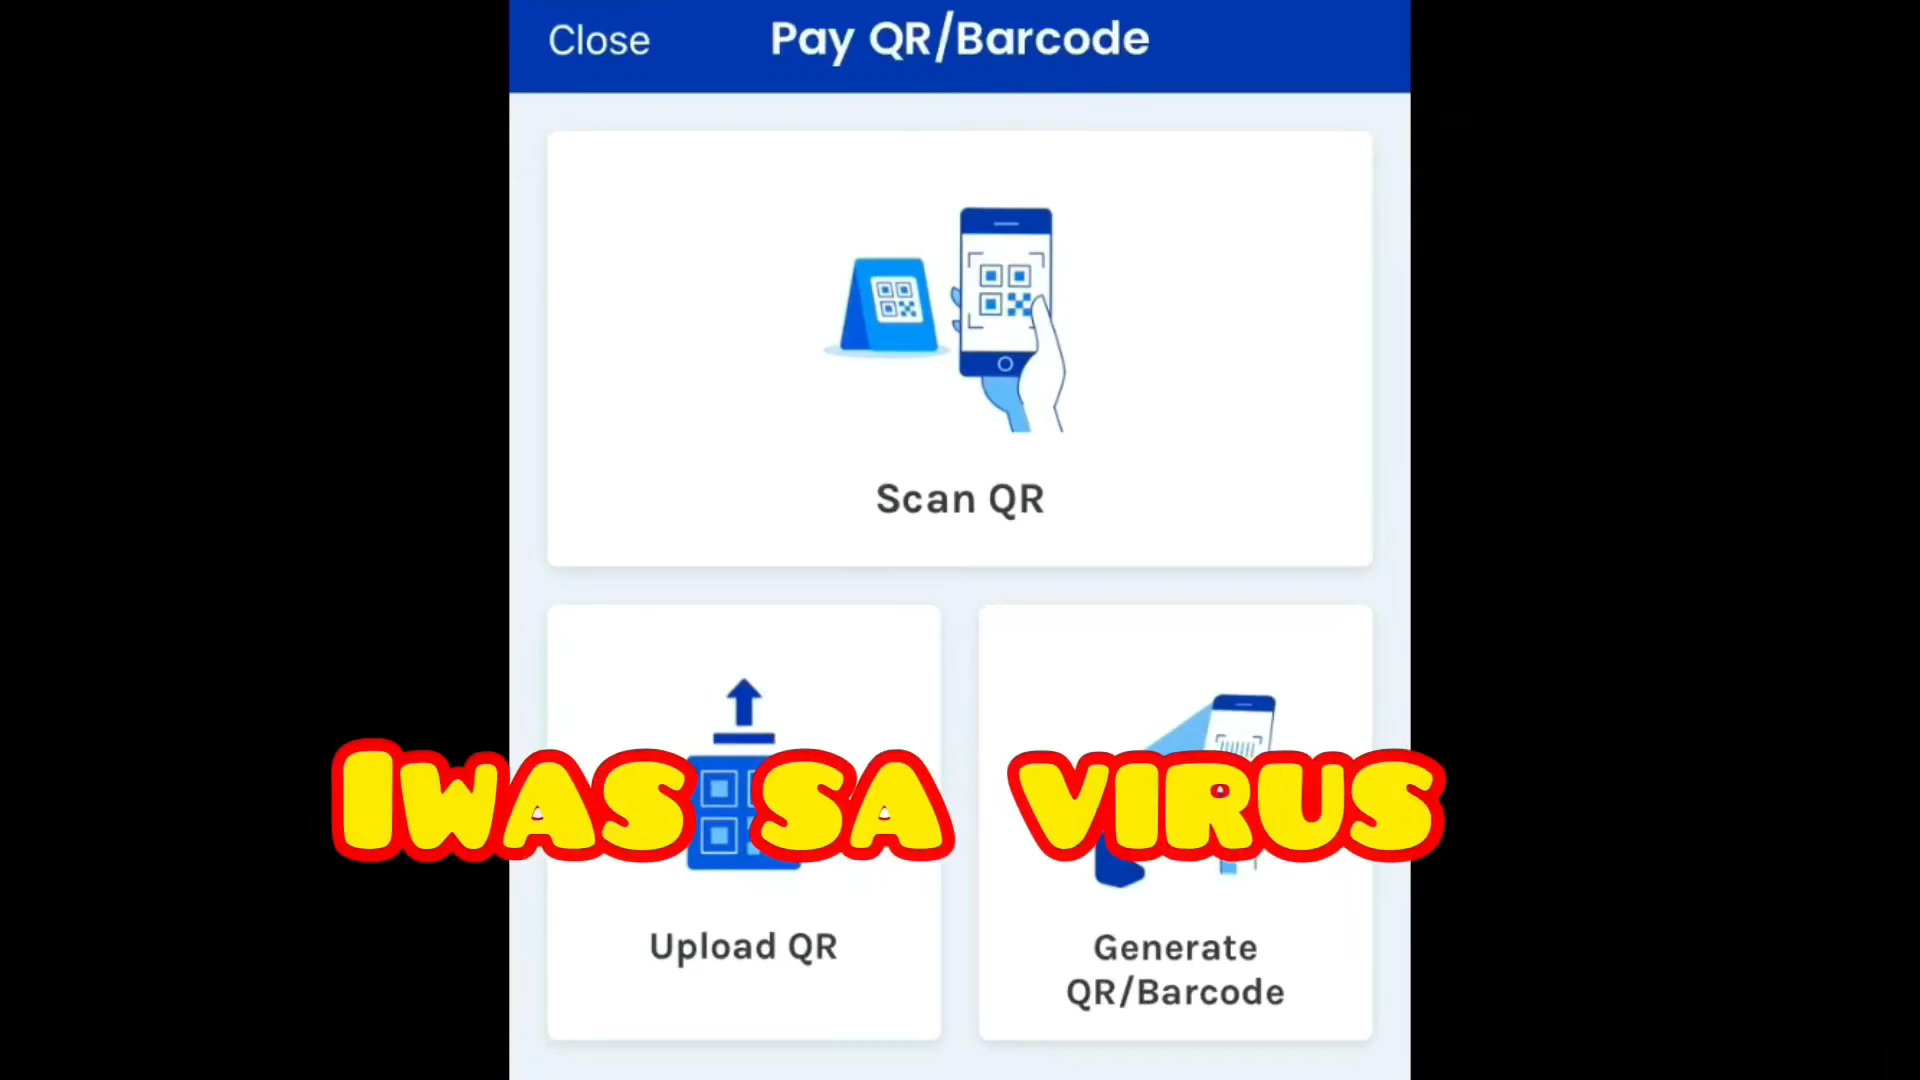 Close
Pay QR/Barcode
Scan QR
Iwas sa virus
Upload QR
Generate
QR/Barcode